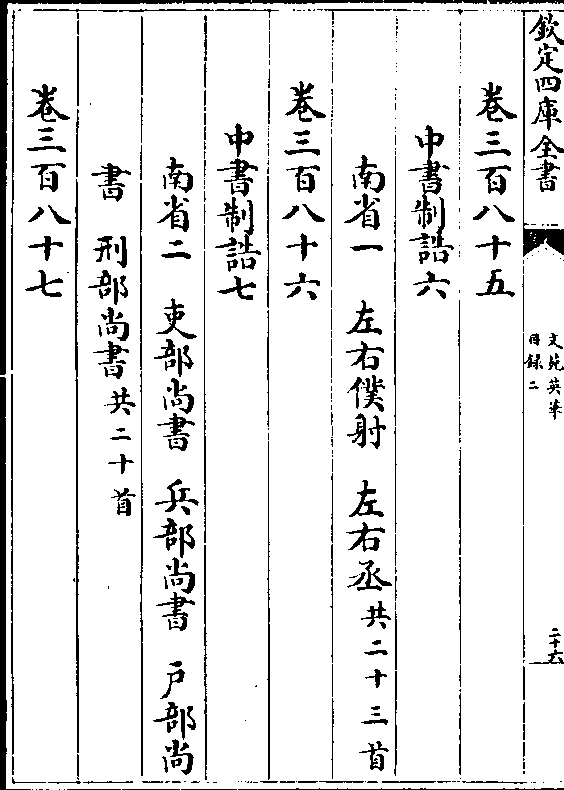 欽定四庫全書
文苑英華
目録二
二十六
卷三百八十五
中書制誥六
南省一　左右僕射　左右丞共二十三首
卷三百八十六
中書制誥七
南省二　吏部尚書　兵部尚書　戸部尚
書　刑部尚書共二十首
卷三百八十七